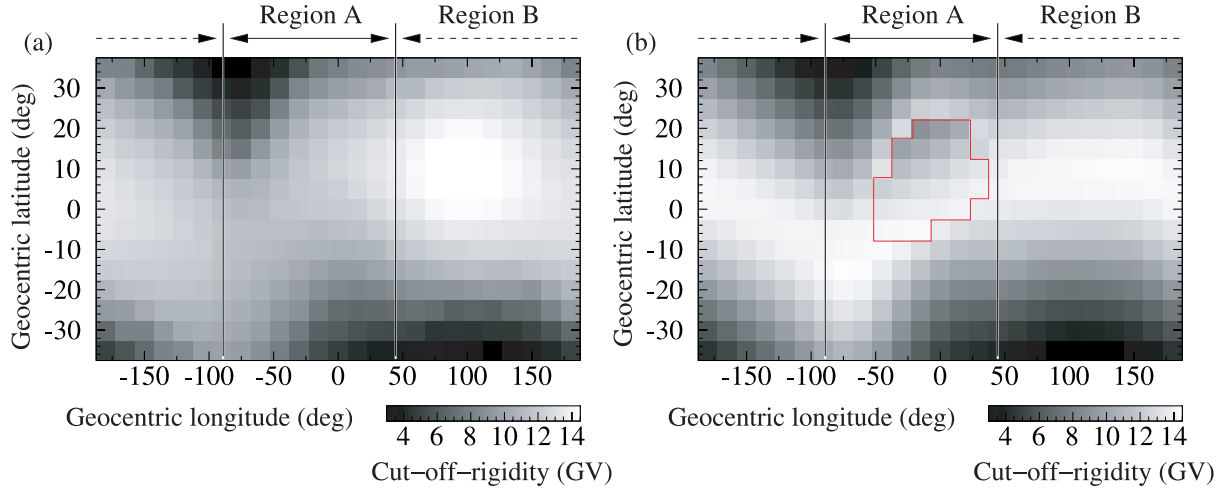 Region A Region B
(a)
30
20
10
0
-10
-20
-30
Geocentric latitude (deg)
-150 -100 -50 0 50 100 150
Geocentric longitude (deg)
4 6 8 10 12 14
Cut-off-rigidity (GV)
Region A Region B
(b)
30
20
10
0
-10
-20
-30
Geocentric latitude (deg)
-150 -100 -50 0 50 100 150
Geocentric longitude (deg)
4 6 8 10 12 14
Cut-off-rigidity (GV)